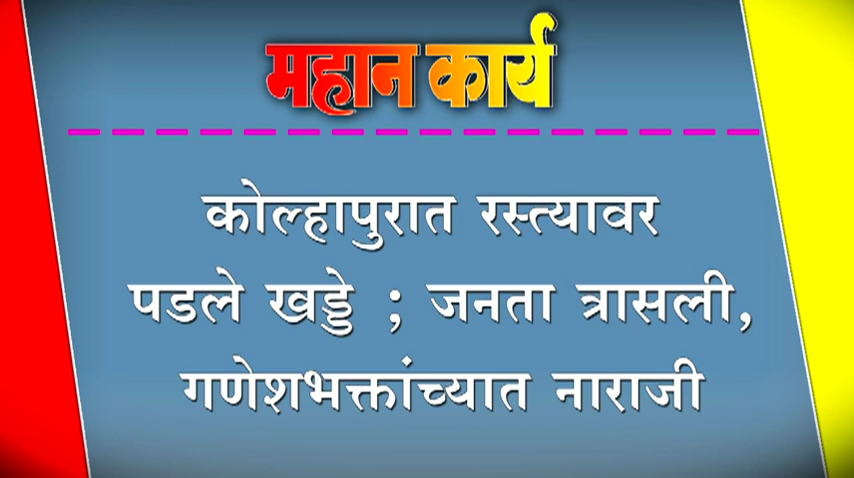 महान कार्य
कोल्हापुरात रस्त्यावर
पडले खड्डे ; जनता त्रासली,
गणेशभक्तांच्यात नाराजी